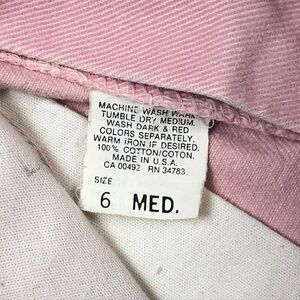 MACHINE WASH WARM
TUMBLE DRY MEDIUM.
WASH DARK & RED
COLORS SEPARATELY.
WARM IRON IF DESIRED.
100% COTTON/COTON.
MADE IN U.S.A.
CA 00492 RN 34783
SIZE
6 MED.